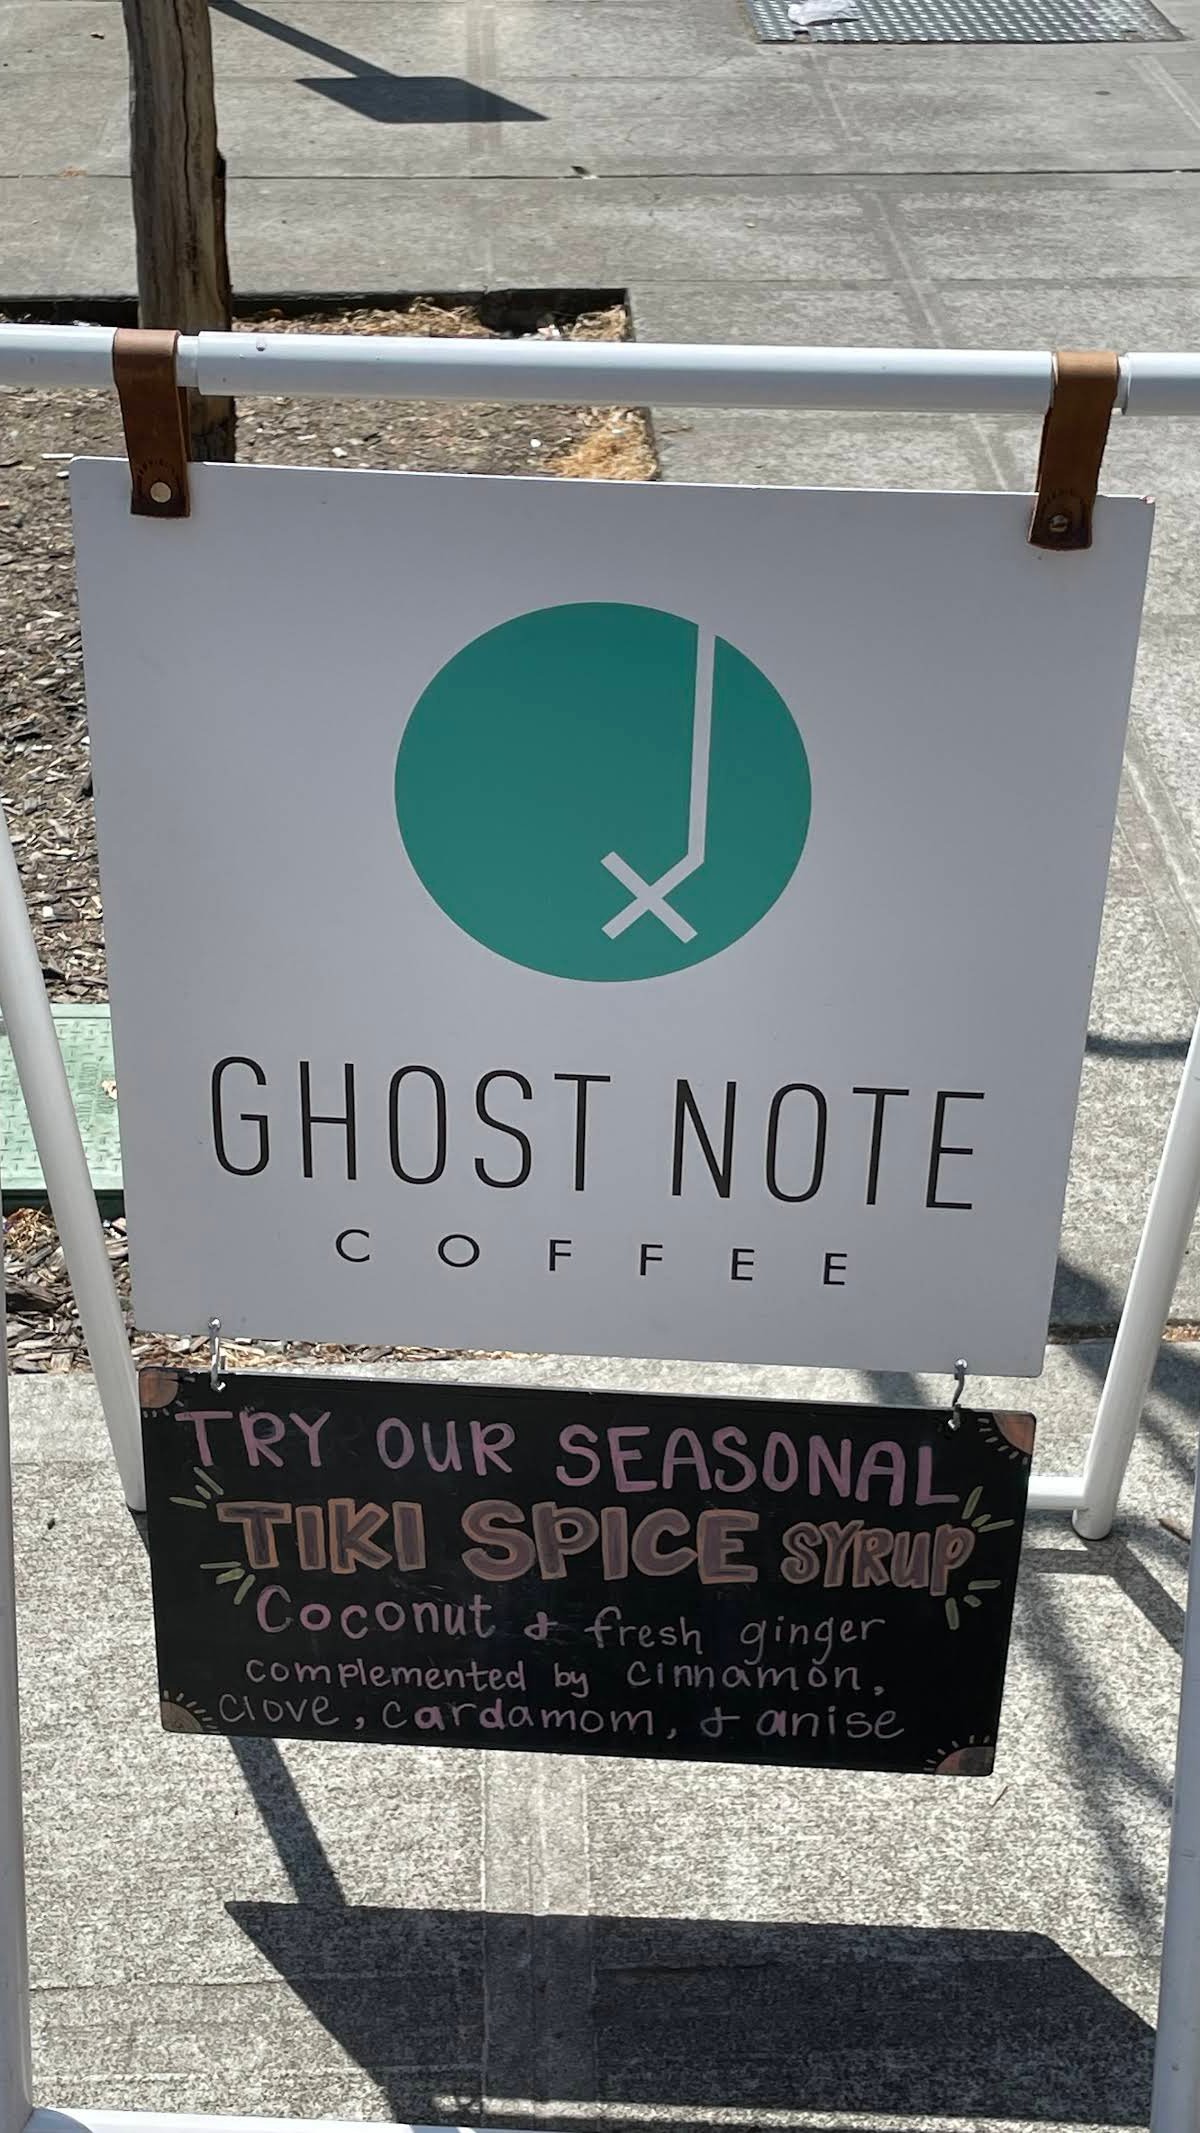 GHOST NOTE
COFFEE
TRY OUR SEASONAL
TIKI SPICE SYRUP
Coconut & fresh ginger
complemented by cinnamon,
clove, cardamom, & anise